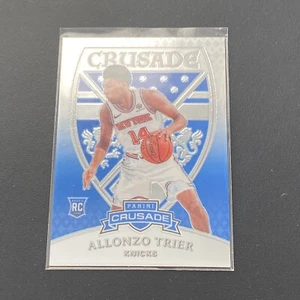 CRUSADE
NEW YORK
14
RC
PANINI
CRUSADE
ALLONZO TRIER
KNICKS